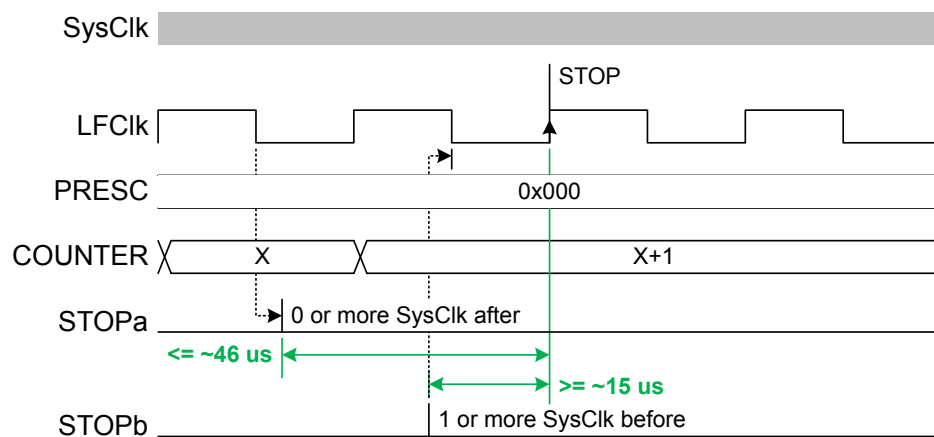 SysClk
STOP
LFClk
PRESC
0x000
COUNTER
X
X+1
STOPa
0 or more SysClk after
<= ~46 us
>= ~15 us
STOPb
1 or more SysClk before